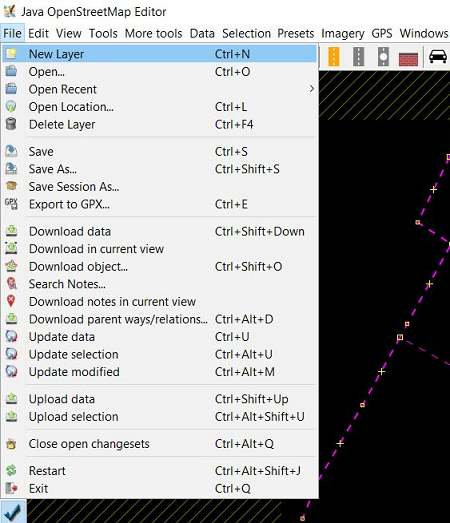 Java OpenStreetMap Editor
File Edit View Tools More tools Data Selection Presets Imagery GPS Windows
New Layer Ctrl+N
Open... Ctrl+O
Open Recent
Open Location... Ctrl+L
Delete Layer Ctrl+F4
Save Ctrl+S
Save As... Ctrl+Shift+S
Save Session As...
GPX Export to GPX... Ctrl+E
Download data Ctrl+Shift+Down
Download in current view
Download object... Ctrl+Shift+O
Search Notes...
Download notes in current view
Download parent ways/relations... Ctrl+Alt+D
Update data Ctrl+U
Update selection Ctrl+Alt+U
Update modified Ctrl+Alt+M
Upload data Ctrl+Shift+Up
Upload selection Ctrl+Alt+Shift+U
Close open changesets Ctrl+Alt+Q
Restart Ctrl+Alt+Shift+J
Exit Ctrl+Q